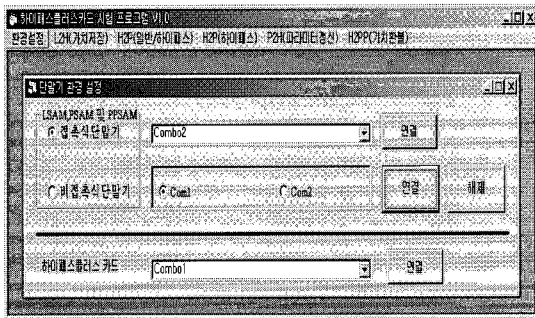 하이패스플러스카드 시험 프로그램 V1.0
환경설정 L2H(가치저장) H2P(일반/하이패스) H2P(하이패스) P2H(파라미터갱신) H2PP(가치환불)
단말기 환경 설정
LSAM,PSAM 및 PPSAM
접촉식단말기 Combo2 연결
비접촉식단말기 Com1 Com2 연결 해제
하이패스플러스 카드 Combo1 연결